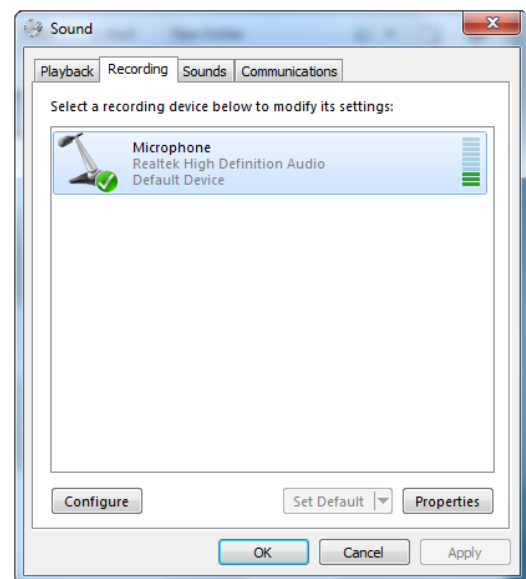 Sound
Playback Recording Sounds Communications
Select a recording device below to modify its settings:
Microphone
Realtek High Definition Audio
Default Device
Configure Set Default Properties
OK Cancel Apply